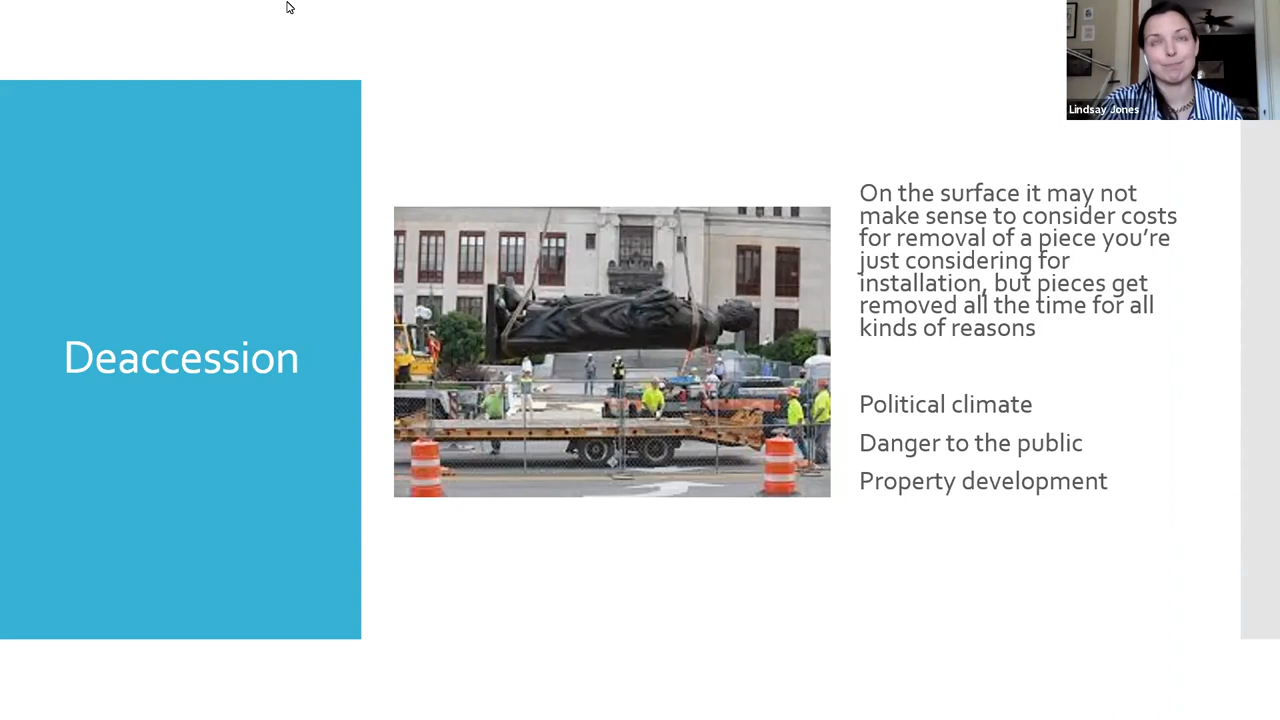 Lindsay Jones
Deaccession
On the surface it may not
make sense to consider costs
for removal of a piece you’re
just considering for
installation, but pieces get
removed all the time for all
kinds of reasons
Political climate
Danger to the public
Property development